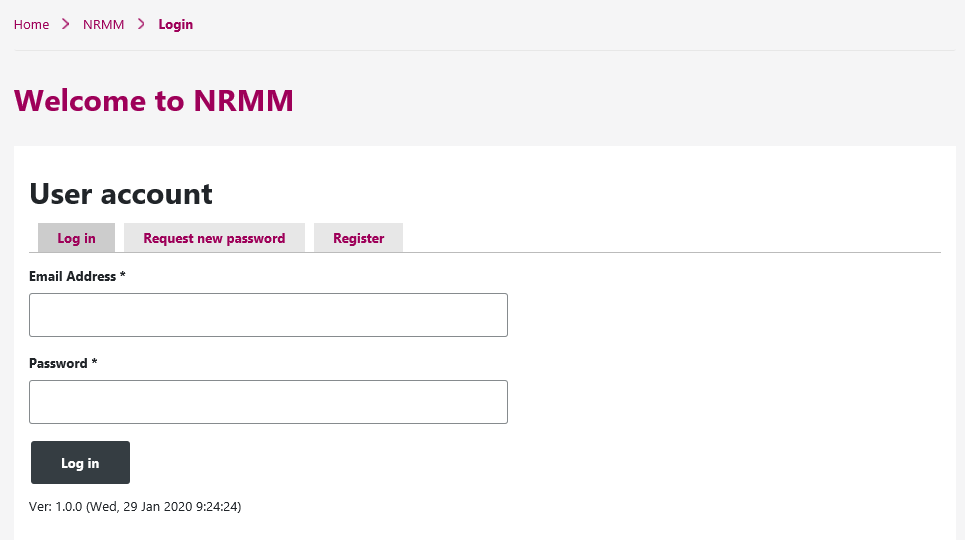 Home > NRMM > Login
Welcome to NRMM
User account
Log in Request new password Register
Email Address *
Password *
Log in
Ver: 1.0.0 (Wed, 29 Jan 2020 9:24:24)